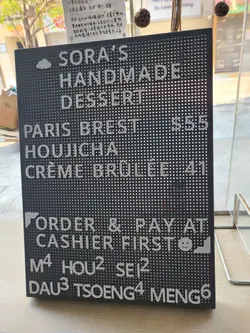 SORA'S
HANDMADE
DESSERT
PARIS BREST $55
HOUJICHA
CRÈME BRÛLÉE 41
ORDER & PAY AT
CASHIER FIRST
M4 HOU2 SEI2
DAU3 TSOENG4 MENG6